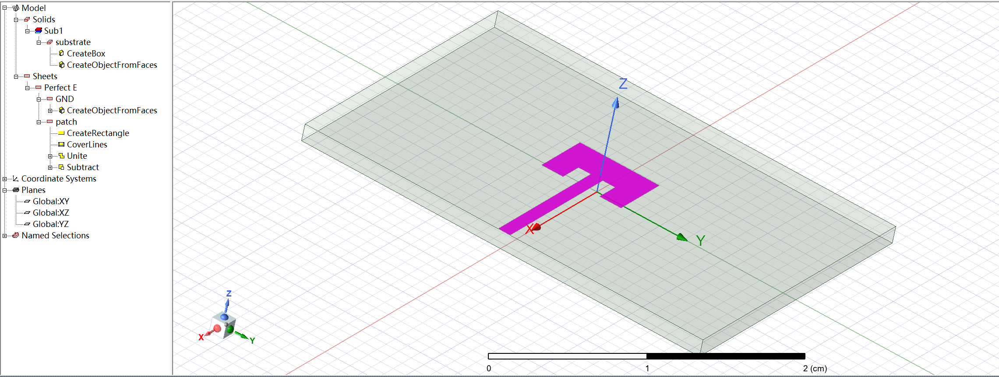 Model
Solids
Sub1
substrate
CreateBox
CreateObjectFromFaces
Sheets
Perfect E
GND
CreateObjectFromFaces
patch
CreateRectangle
CoverLines
Unite
Subtract
Coordinate Systems
Planes
Global:XY
Global:XZ
Global:YZ
Named Selections
Z
X
Y
Z
X
Y
0 1 2 (cm)